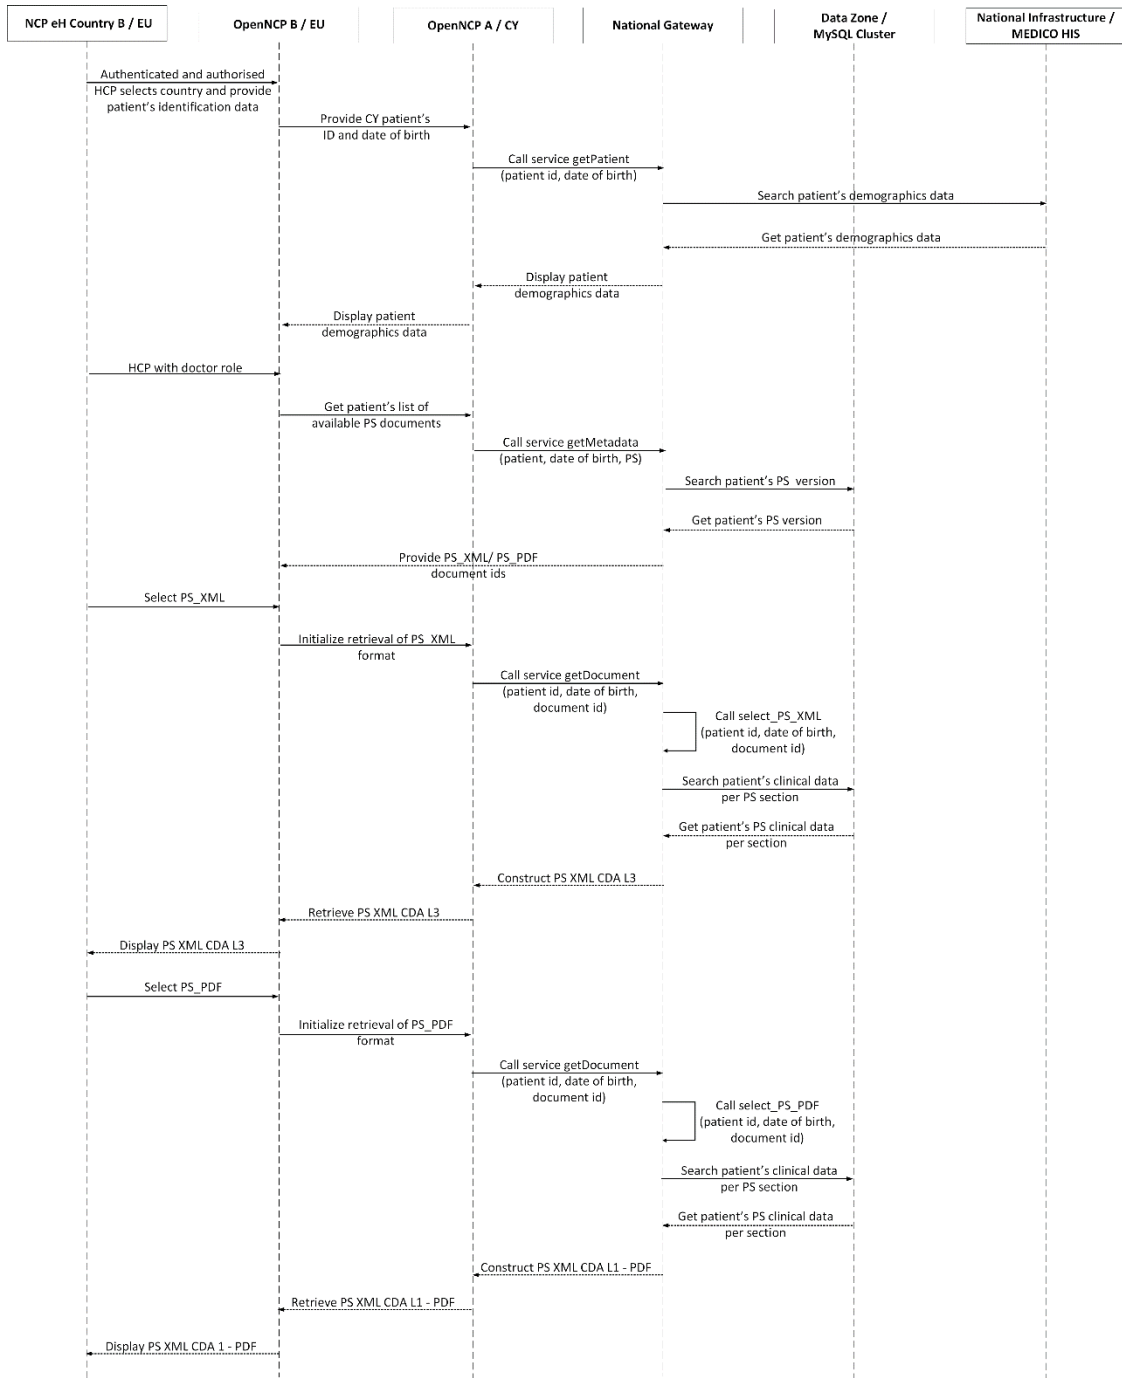 NCP eH Country B / EU
OpenNCP B / EU
OpenNCP A / CY
National Gateway
Data Zone /
MySQL Cluster
National Infrastructure /
MEDICO HIS
Authenticated and authorised
HCP selects country and provide
patient's identification data
Provide CY patient's
ID and date of birth
Call service getPatient
(patient id, date of birth)
Search patient's demographics data
Get patient's demographics data
Display patient
demographics data
Display patient
demographics data
HCP with doctor role
Get patient's list of
available PS documents
Call service getMetadata
(patient, date of birth, PS)
Search patient's PS version
Get patient's PS version
Provide PS_XML/ PS_PDF
document ids
Select PS_XML
Initialize retrieval of PS_XML
format
Call service getDocument
(patient id, date of birth,
document id)
Call select_PS_XML
(patient id, date of birth,
document id)
Search patient's clinical data
per PS section
Get patient's PS clinical data
per section
Construct PS XML CDA L3
Retrieve PS XML CDA L3
Display PS XML CDA L3
Select PS_PDF
Initialize retrieval of PS_PDF
format
Call service getDocument
(patient id, date of birth,
document id)
Call select_PS_PDF
(patient id, date of birth,
document id)
Search patient's clinical data
per PS section
Get patient's PS clinical data
per section
Construct PS XML CDA L1 - PDF
Retrieve PS XML CDA L1 - PDF
Display PS XML CDA 1 - PDF